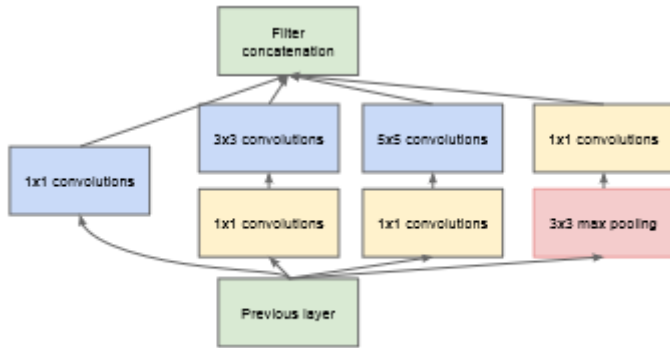 Filter
concatenation
3x3 convolutions
5x5 convolutions
1x1 convolutions
1x1 convolutions
1x1 convolutions
1x1 convolutions
3x3 max pooling
Previous layer